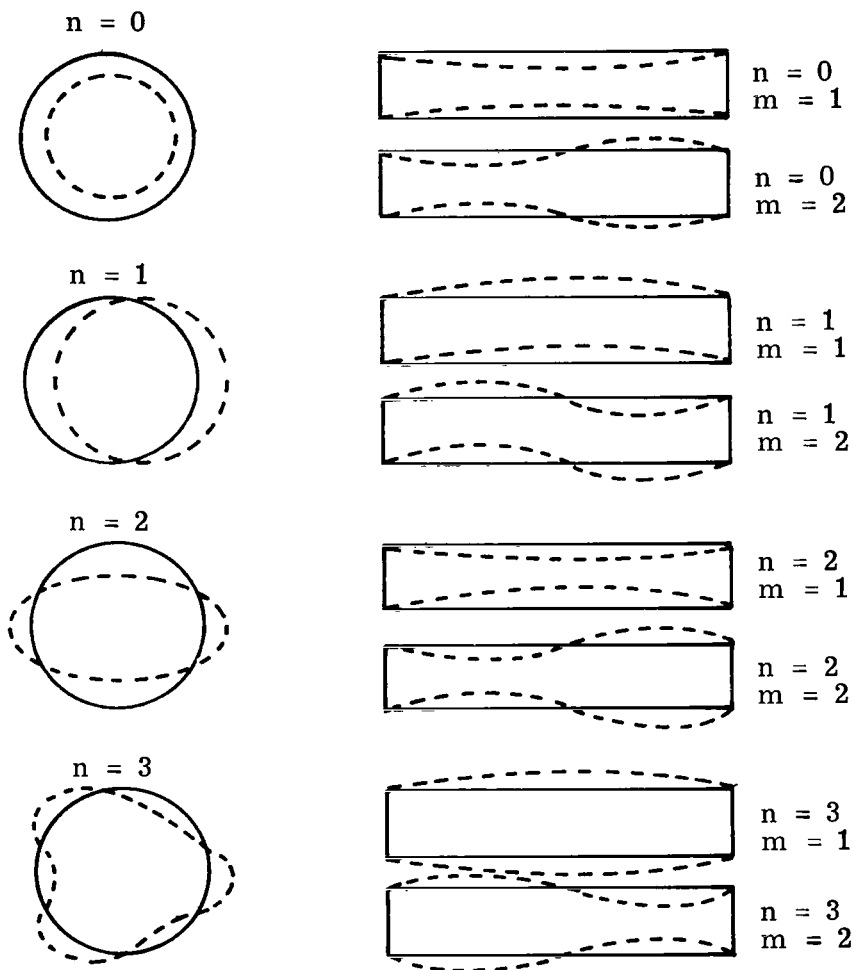 n = 0
n = 0
m = 1
n = 0
m = 2
n = 1
n = 1
m = 1
n = 1
m = 2
n = 2
n = 2
m = 1
n = 2
m = 2
n = 3
n = 3
m = 1
n = 3
m = 2